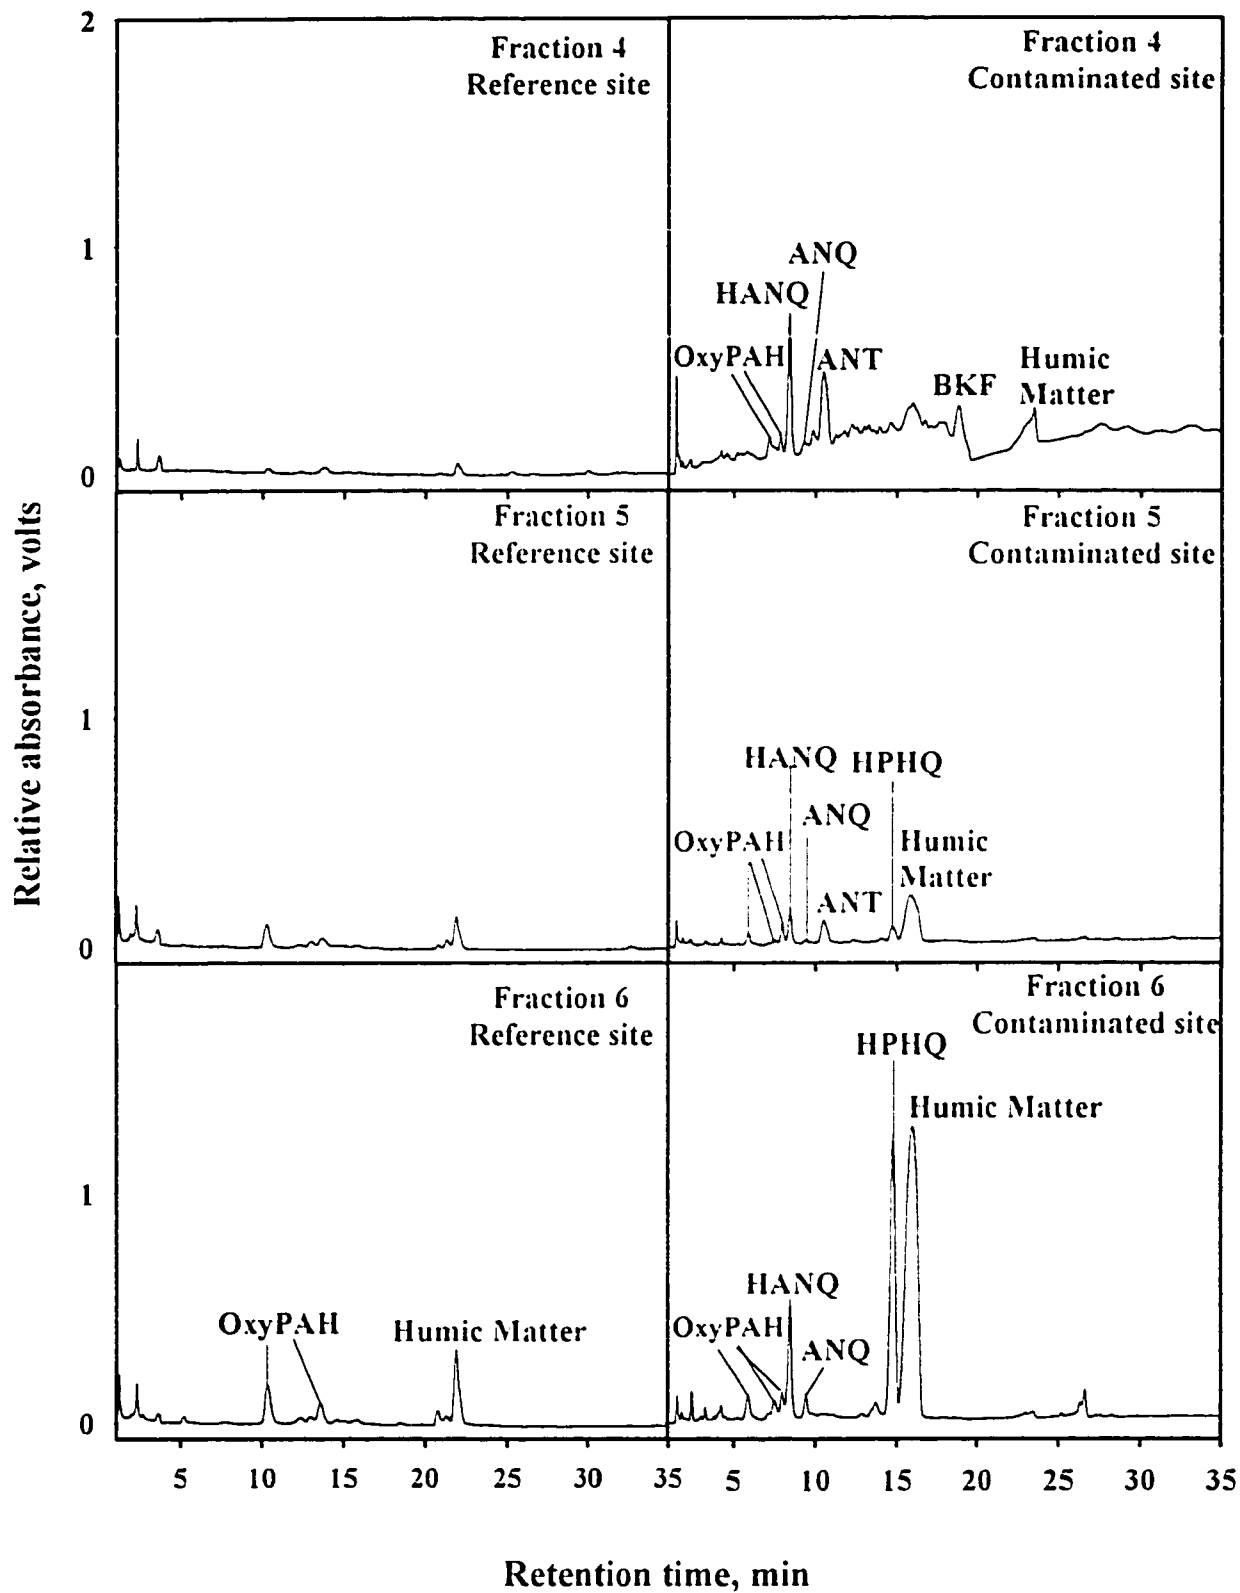 2
Fraction 4
Reference site
Fraction 4
Contaminated site
1
ANQ
HANQ
OxyPAH
ANT
BKF
Humic
Matter
0
Fraction 5
Reference site
Fraction 5
Contaminated site
Relative absorbance, volts
1
HANQ HPHQ
ANQ
OxyPAH
Humic
Matter
ANT
0
Fraction 6
Reference site
Fraction 6
Contaminated site
HPHQ
Humic Matter
1
HANQ
OxyPAH
Humic Matter
OxyPAH
ANQ
0
5 10 15 20 25 30 35 5 10 15 20 25 30 35
Retention time, min